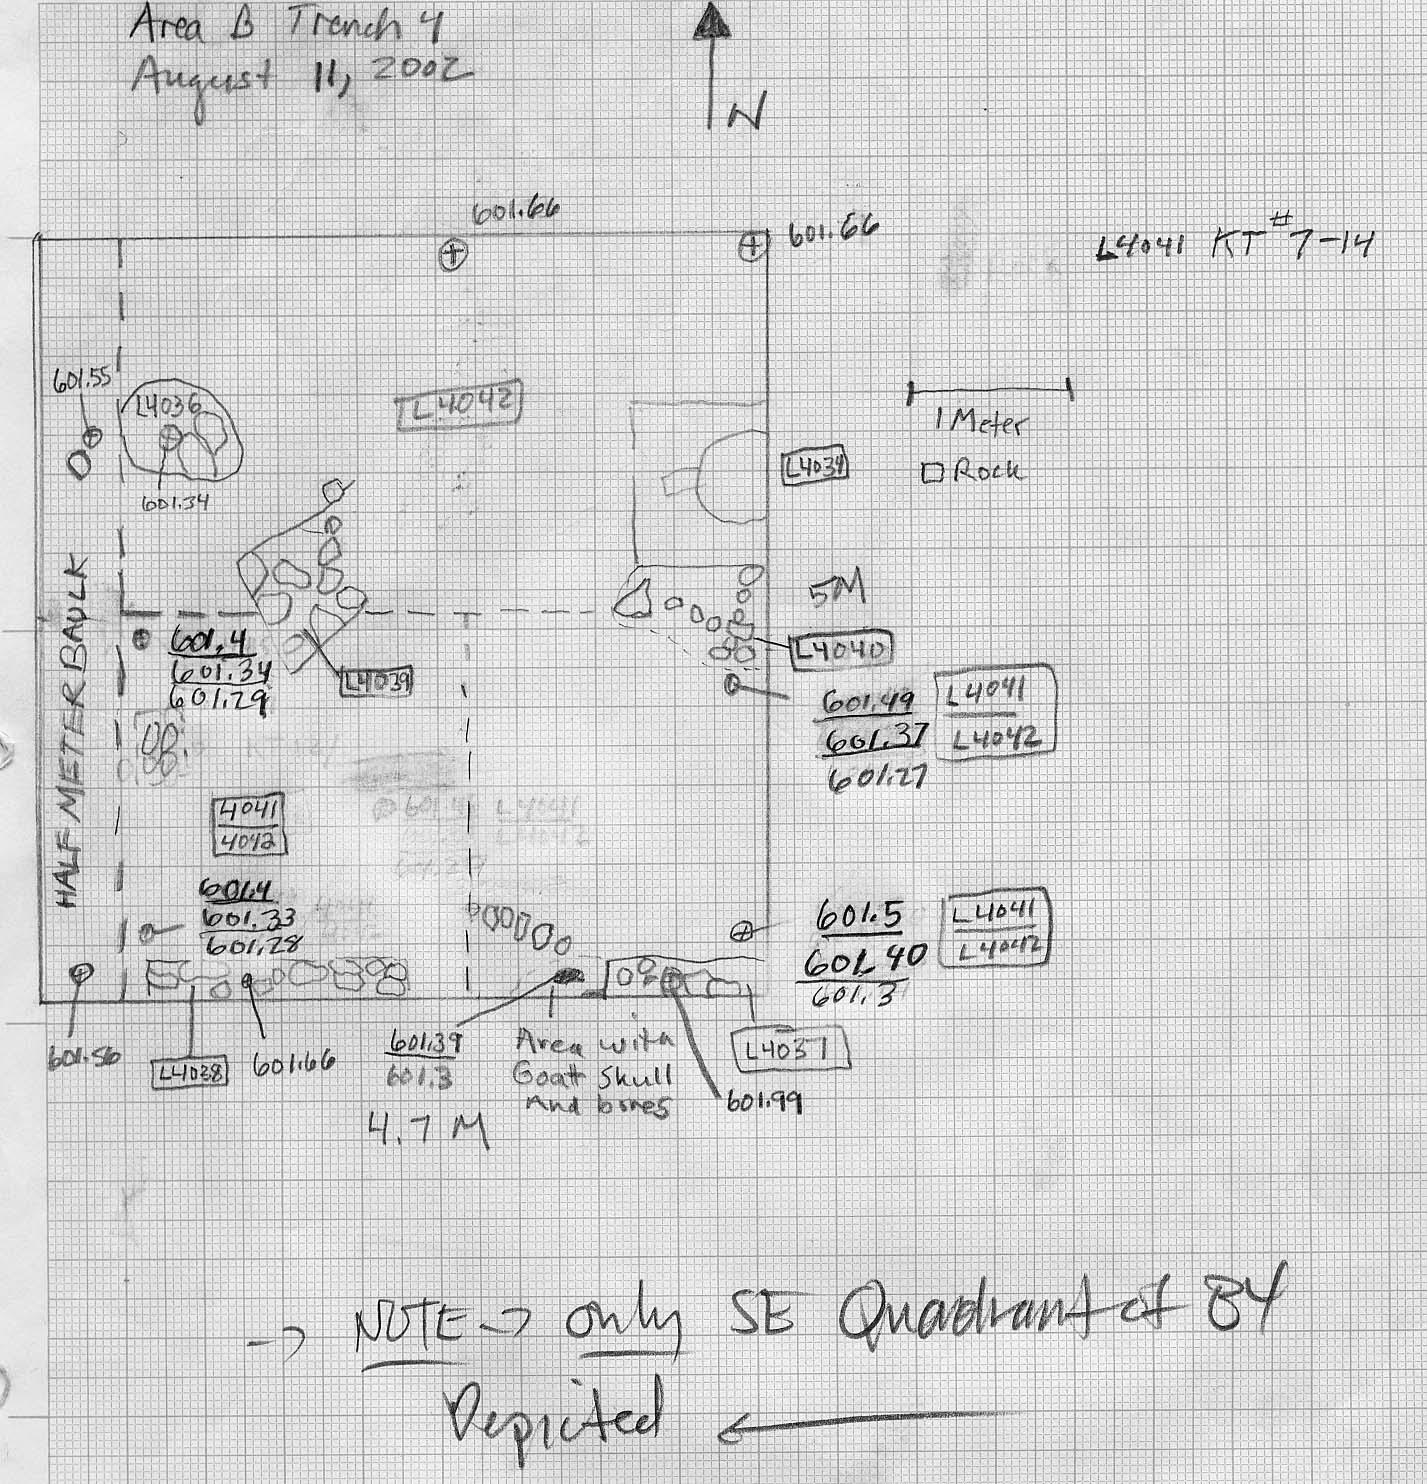 Area B Trench 4
August 11, 2002
N
601.66
601.66
L4041 KT #7-14
601.55
L4036
601.34
L4042
1 Meter
□ Rock
L4039
HALF METER BAULK
5M
L4040
601.4
601.34
601.29
L4039
601.49
601.37
601.27
L4041
L4042
4041
4042
601.4
601.33
601.28
601.5
601.40
601.3
L4041
L4042
601.56
L4038
601.66
601.39
601.3
Area with
Goat Skull
And bones
L4037
601.99
4.7 M
-> NOTE -> only SE Quadrant of B4
Depicted